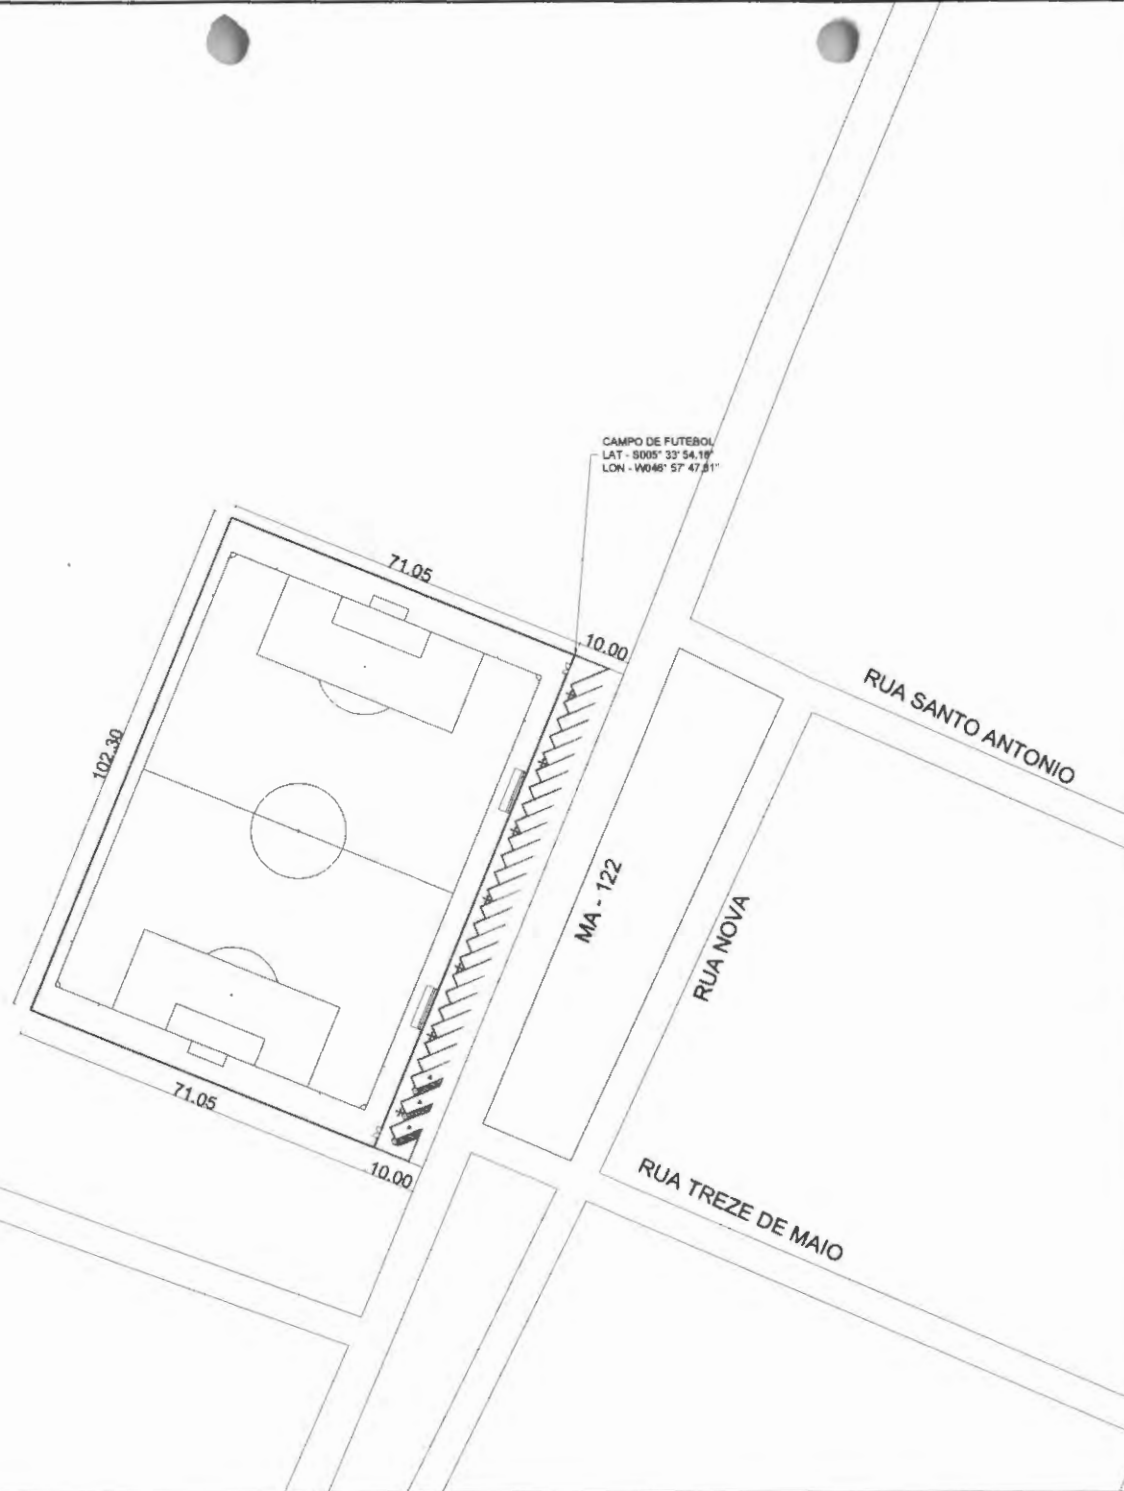 CAMPO DE FUTEBOL
LAT - S005° 33' 54.18"
LON - W046° 57' 47.81"
71.05
10.00
102.30
RUA SANTO ANTONIO
MA - 122
RUA NOVA
71.05
10.00
RUA TREZE DE MAIO